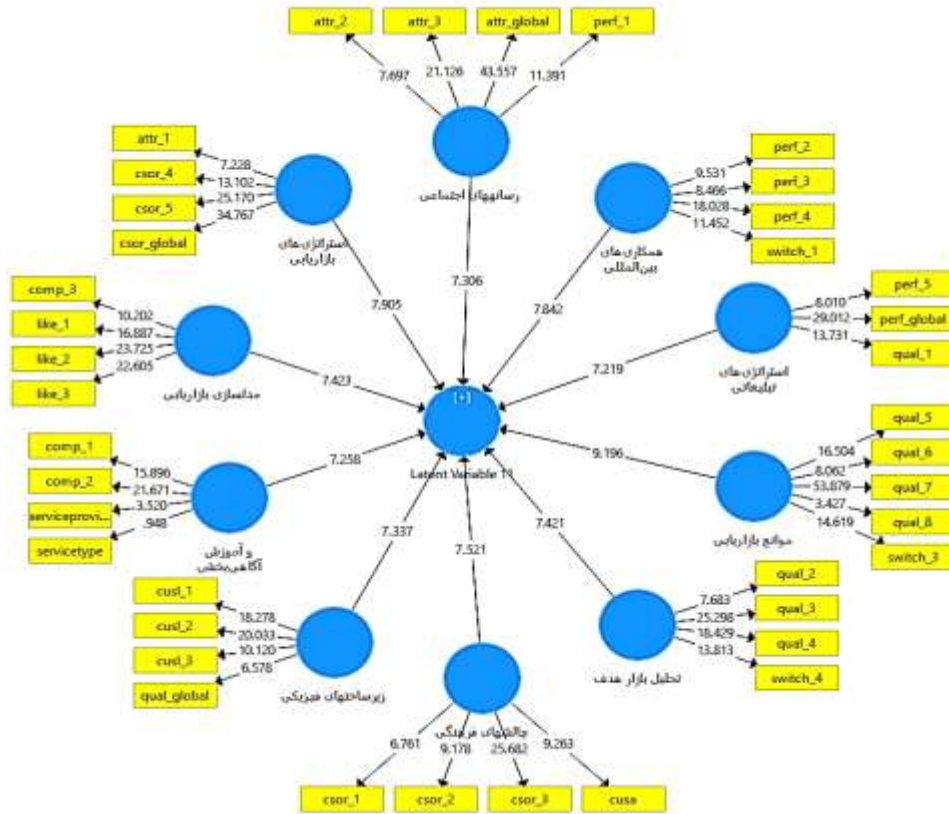 attr_2
attr_3
attr_global
perf_1
7.697
21.126
43.557
11.391
رسانههای اجتماعی
7.306
attr_1
csor_4
csor_5
csor_global
7.228
13.102
25.170
34.767
استراتژی‌های
بازاریابی
7.905
perf_2
perf_3
perf_4
switch_1
9.531
8.466
18.028
11.452
همکاری‌های
بین‌المللی
7.842
comp_3
like_1
like_2
like_3
10.202
16.887
23.725
22.605
مدلسازی بازاریابی
7.423
perf_5
perf_global
qual_1
8.010
29.012
13.731
استراتژی‌های
تبلیغاتی
7.219
[+]
Latent Variable 11
comp_1
comp_2
serviceprovi...
servicetype
15.896
21.671
3.520
.948
و آموزش
آگاهی‌بخشی
7.258
qual_5
qual_6
qual_7
qual_8
switch_3
16.504
8.062
53.879
3.427
14.619
موانع بازاریابی
9.196
cusl_1
cusl_2
cusl_3
qual_global
18.278
20.033
10.120
6.578
زیرساختهای فیزیکی
7.337
qual_2
qual_3
qual_4
switch_4
7.683
25.298
18.429
13.813
تحلیل بازار هدف
7.421
چالشهای فرهنگی
7.521
6.761
9.178
25.682
9.263
csor_1
csor_2
csor_3
cusa